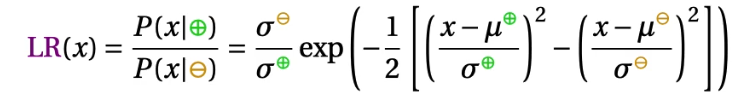 LR(x) = P(x|⊕) / P(x|⊖) = σ^⊖ / σ^⊕ exp(−1/2 [((x−μ^⊕) / σ^⊕)^2 − ((x−μ^⊖) / σ^⊖)^2])